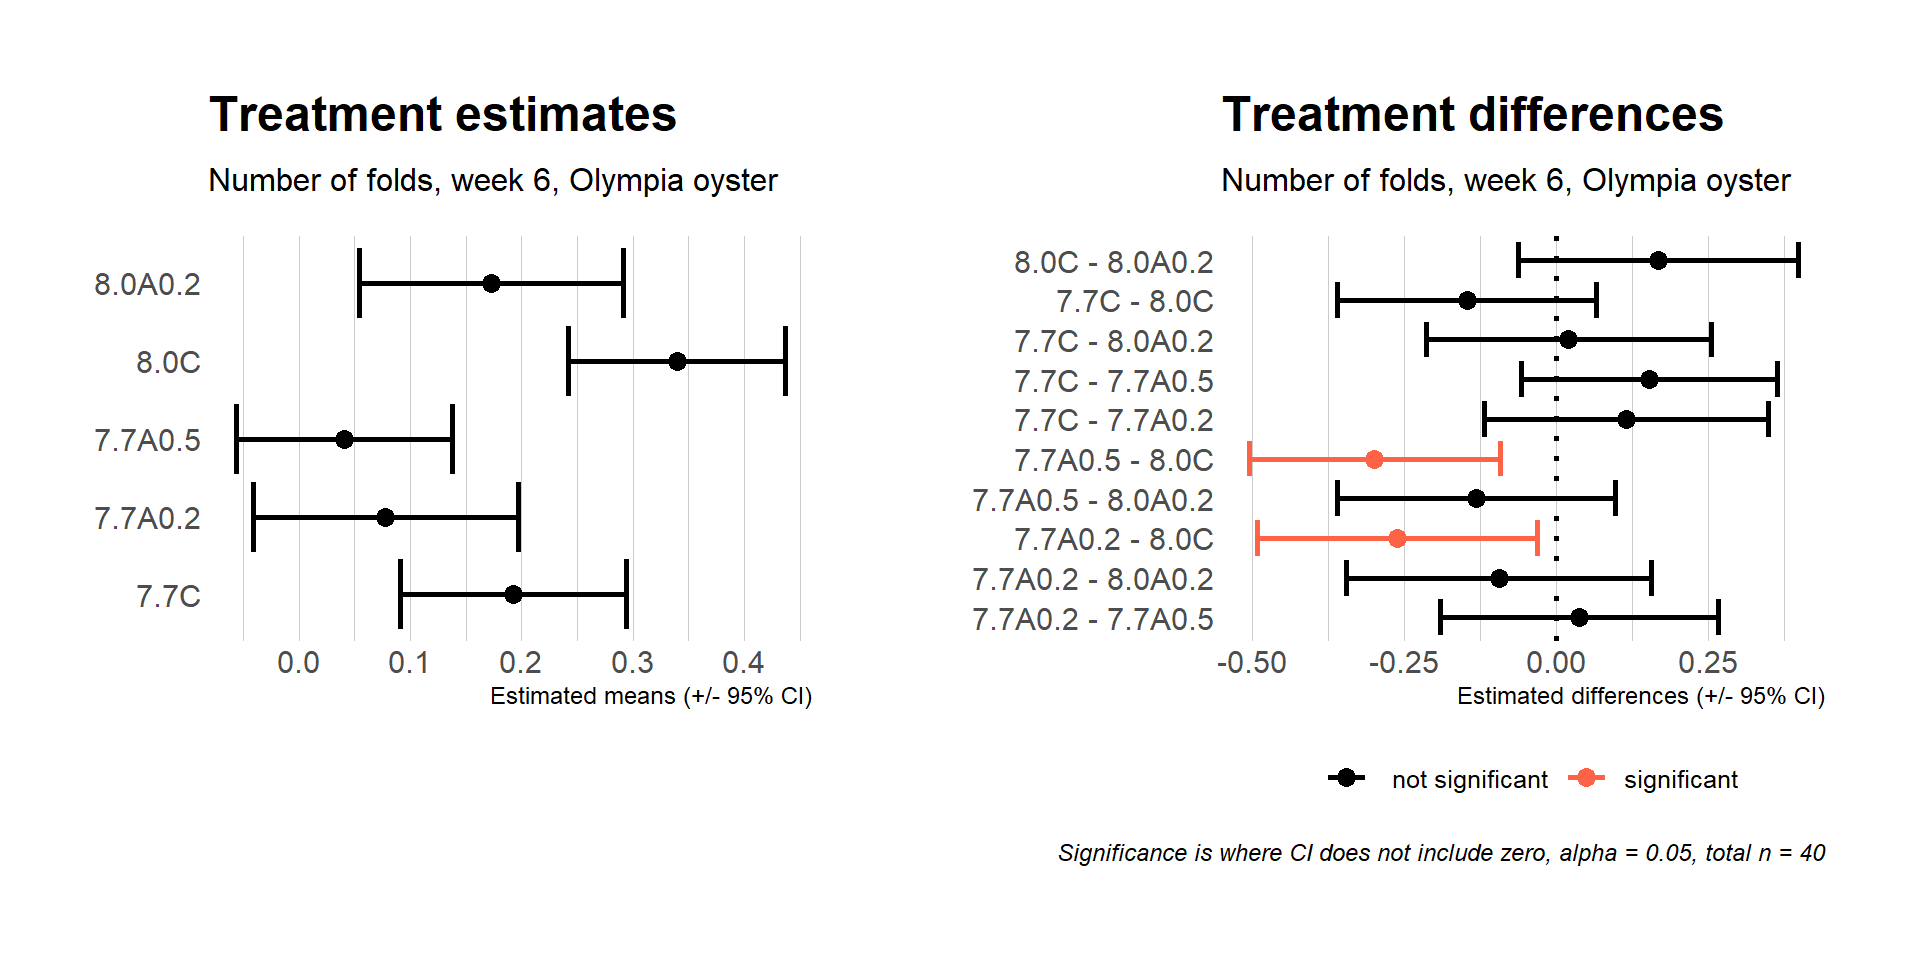 Treatment estimates
Number of folds, week 6, Olympia oyster
8.0A0.2
8.0C
7.7A0.5
7.7A0.2
7.7C
0.0 0.1 0.2 0.3 0.4
Estimated means (+/- 95% CI)
Treatment differences
Number of folds, week 6, Olympia oyster
8.0C - 8.0A0.2
7.7C - 8.0C
7.7C - 8.0A0.2
7.7C - 7.7A0.5
7.7C - 7.7A0.2
7.7A0.5 - 8.0C
7.7A0.5 - 8.0A0.2
7.7A0.2 - 8.0C
7.7A0.2 - 8.0A0.2
7.7A0.2 - 7.7A0.5
-0.50 -0.25 0.00 0.25
Estimated differences (+/- 95% CI)
not significant significant
Significance is where CI does not include zero, alpha = 0.05, total n = 40